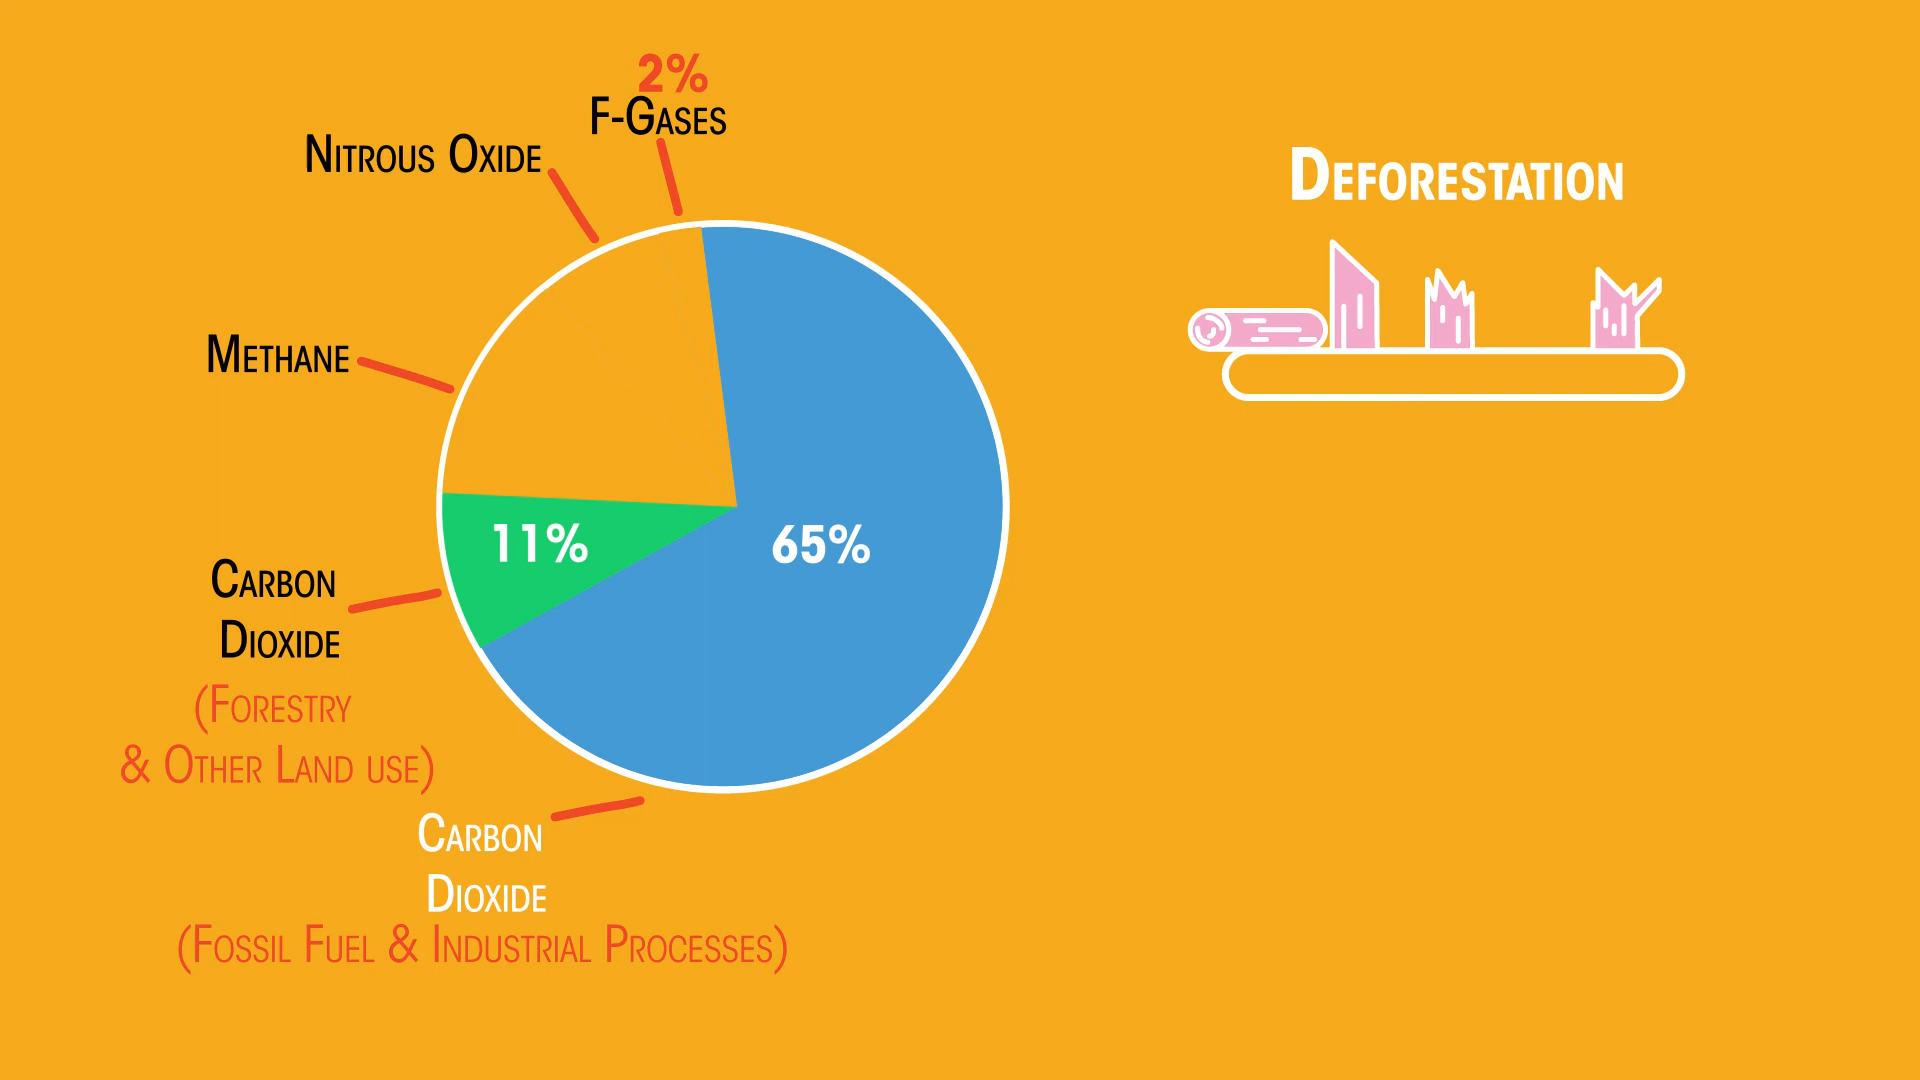 2%
F-Gases
Nitrous Oxide
Methane
11%
65%
Carbon
Dioxide
(Forestry
& Other Land use)
Carbon
Dioxide
(Fossil Fuel & Industrial Processes)
Deforestation